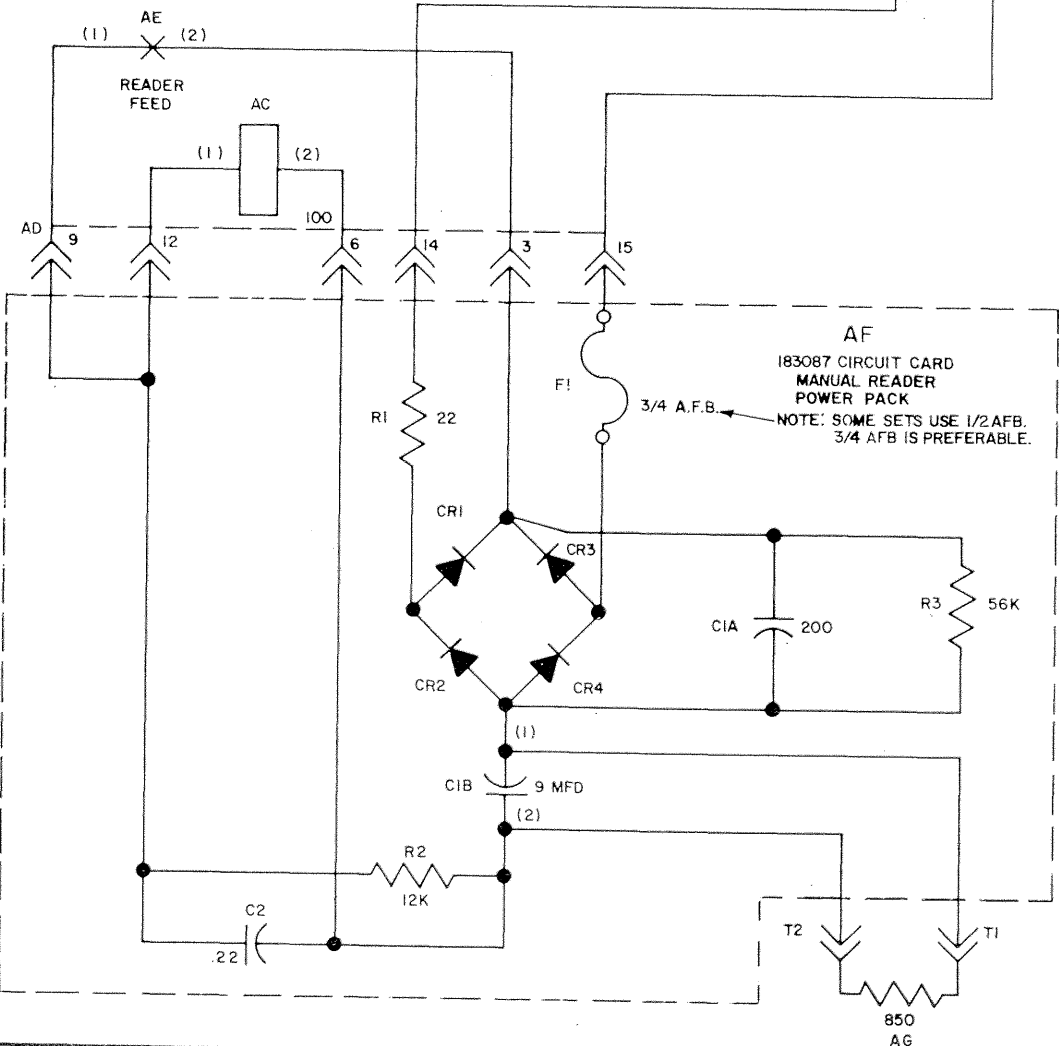 AE
(1) (2)
READER
FEED
AC
(1) (2)
AD 9 12 100 6 14 3 15
AF
183087 CIRCUIT CARD
MANUAL READER
POWER PACK
NOTE: SOME SETS USE 1/2 AFB.
3/4 AFB IS PREFERABLE.
F1
3/4 A.F.B.
R1 22
CR1
CR3
R3 56K
C1A 200
CR2
CR4
(1)
C1B 9 MFD
(2)
R2
12K
C2
.22
T2 T1
850
AG